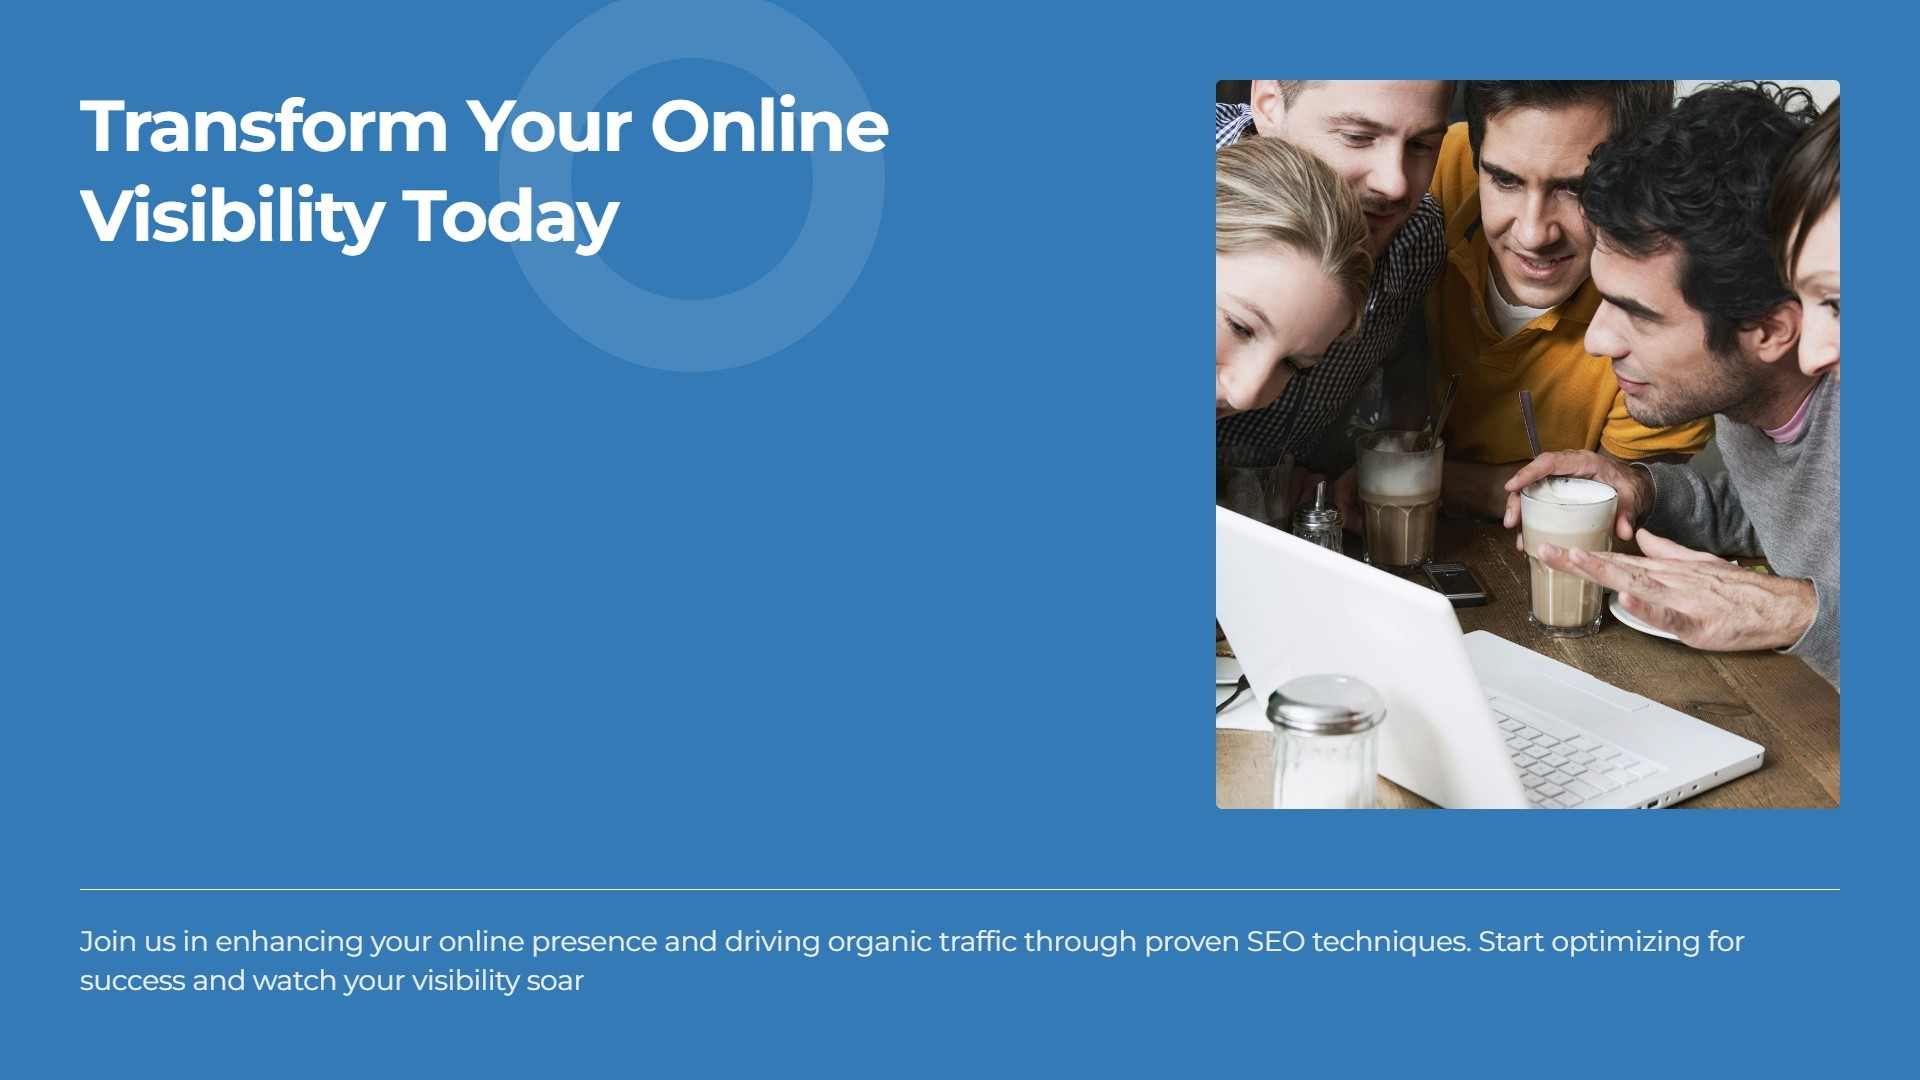 Transform Your Online
Visibility Today
Join us in enhancing your online presence and driving organic traffic through proven SEO techniques. Start optimizing for
success and watch your visibility soar